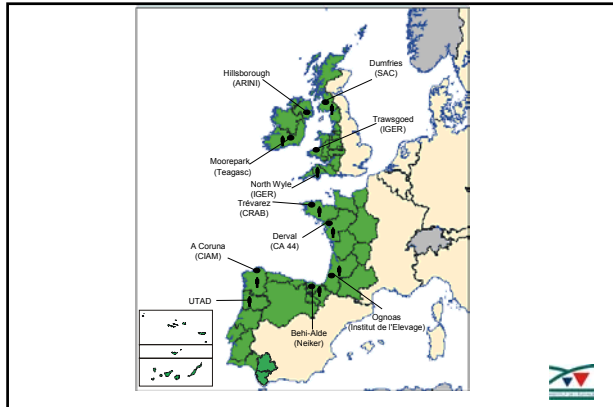 Dumfries
(SAC)
Hillsborough
(ARINI)
Trawsgoed
(IGER)
Moorepark
(Teagasc)
North Wyle
(IGER)
Trévarez
(CRAB)
Derval
(CA 44)
A Coruna
(CIAM)
UTAD
Ognoas
(Institut de l'Elevage)
Behi-Alde
(Neiker)